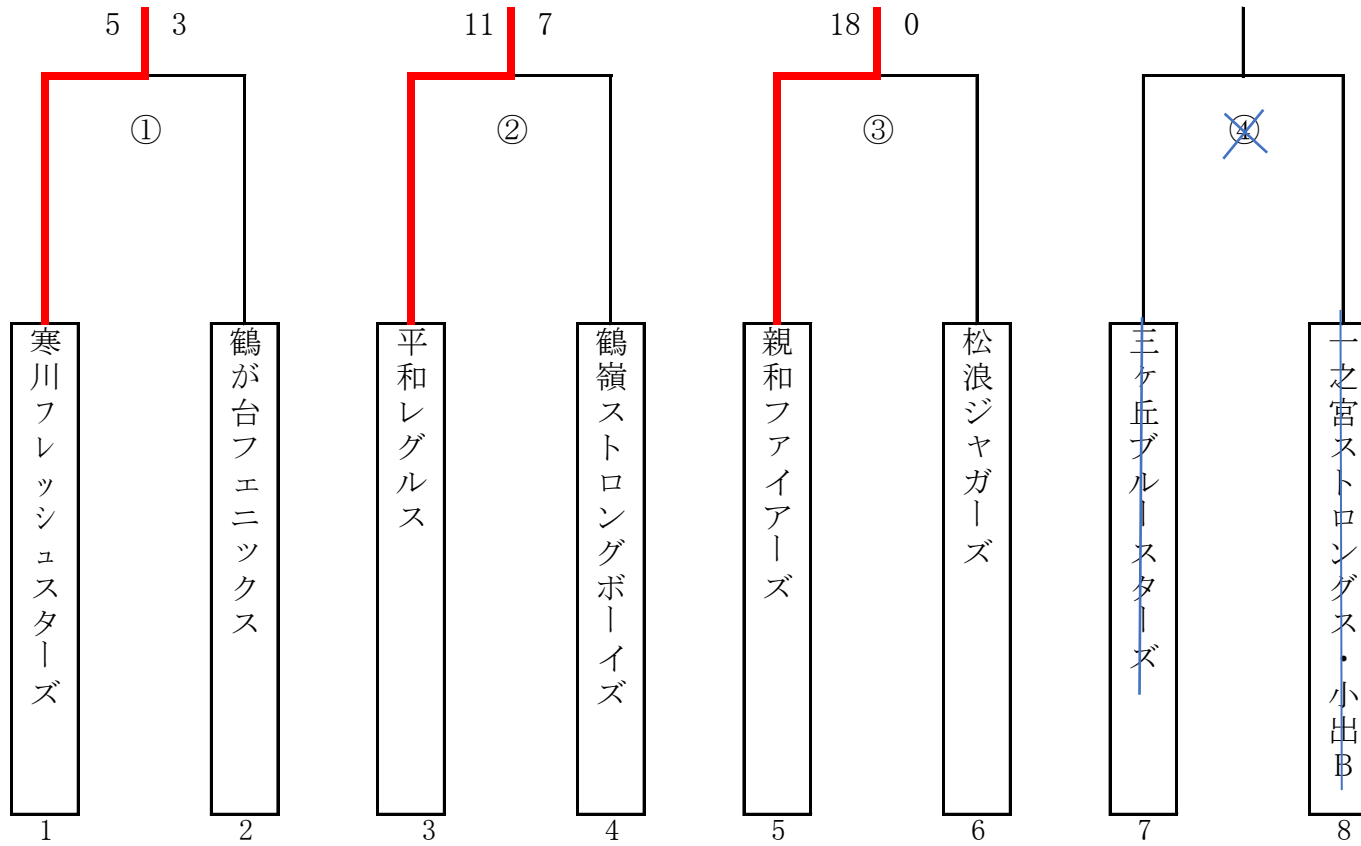 5 3
11 7
18 0
①
②
③
④
寒川フレッシュスターズ
鶴が台フェニックス
平和レグルス
鶴嶺ストロングボーイズ
親和ファイアーズ
松浪ジャガーズ
三ケ丘ブルースターズ
一之宮ストロングス・小出B
1
2
3
4
5
6
7
8